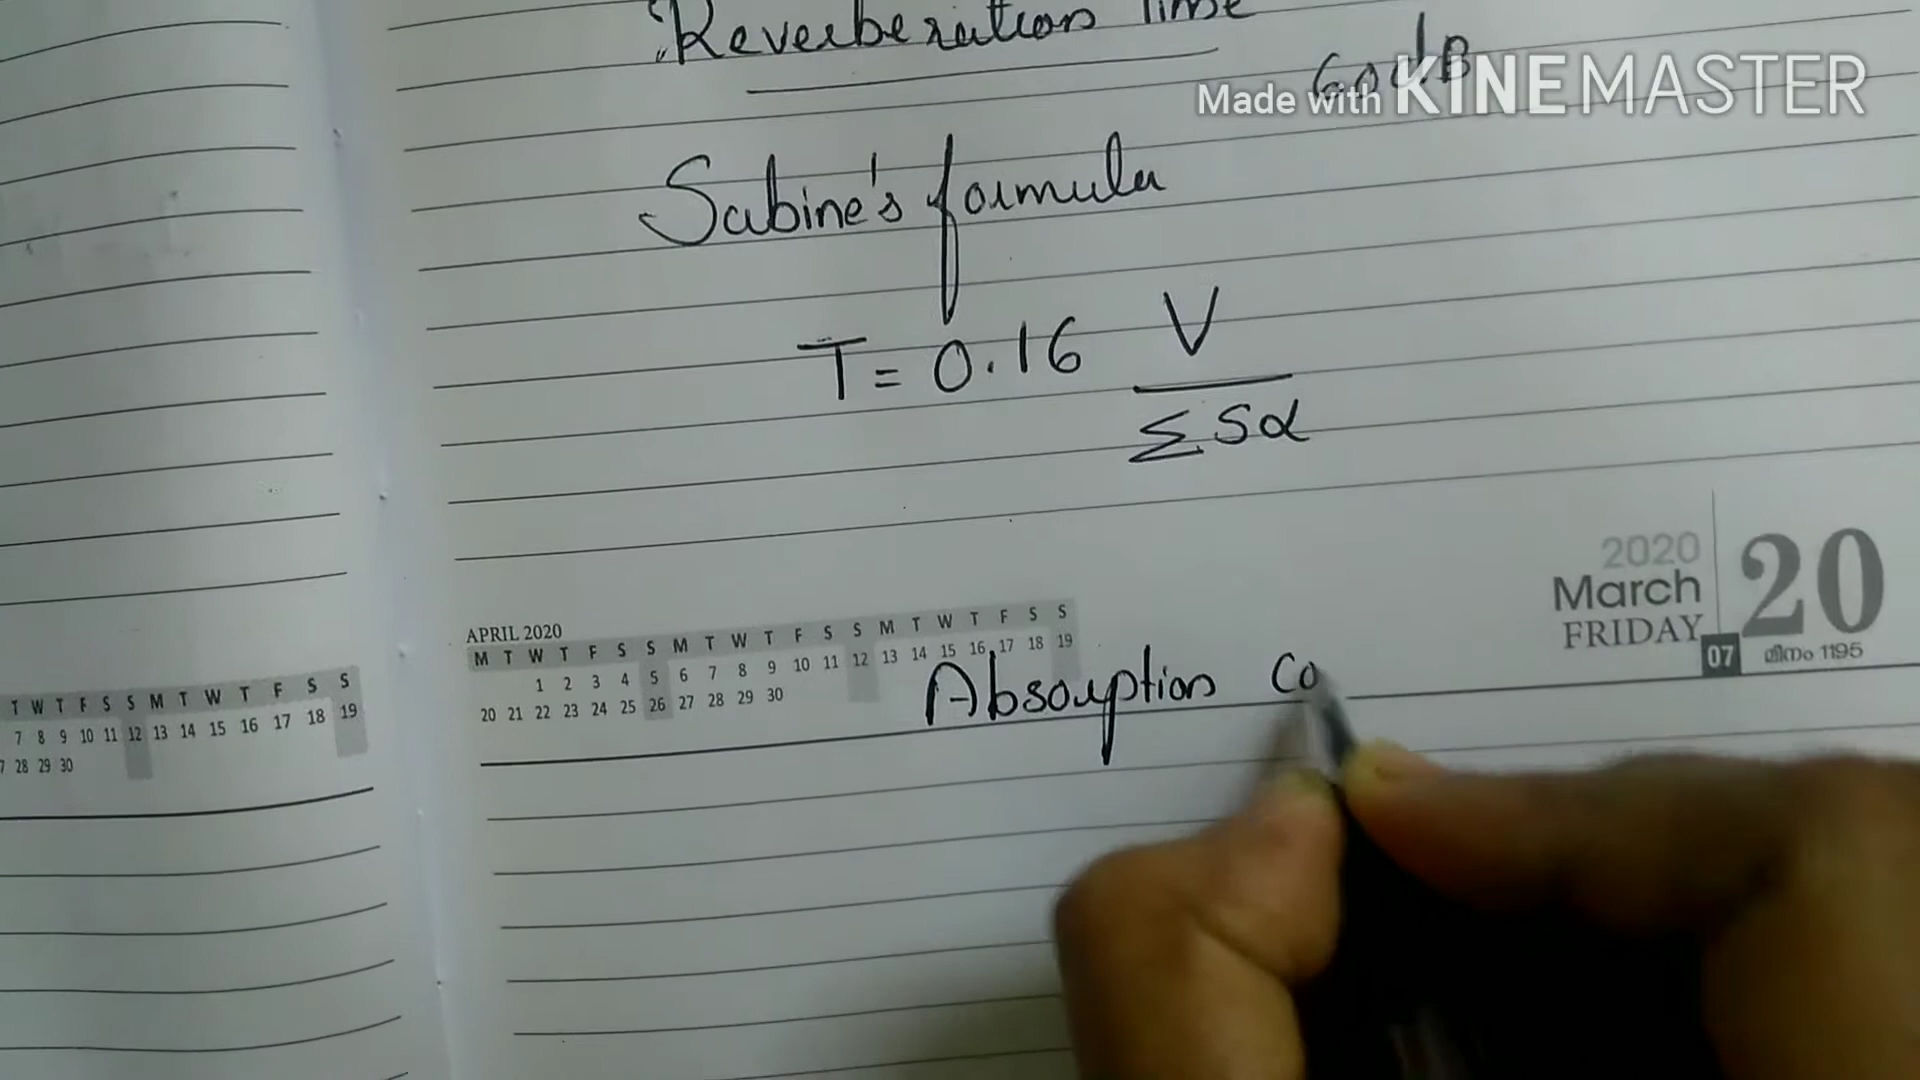 Reverberation Time
60dB
Made with KINEMASTER
Sabine's formula
T = 0.16 V
Σ Sα
2020
March
FRIDAY
20
07 മീനം 1195
APRIL 2020
M T W T F S S M T W T F S S M T W T F S S
1 2 3 4 5 6 7 8 9 10 11 12 13 14 15 16 17 18 19
20 21 22 23 24 25 26 27 28 29 30
Absorption Co
T W T F S S M T W T F S S
7 8 9 10 11 12 13 14 15 16 17 18 19
28 29 30